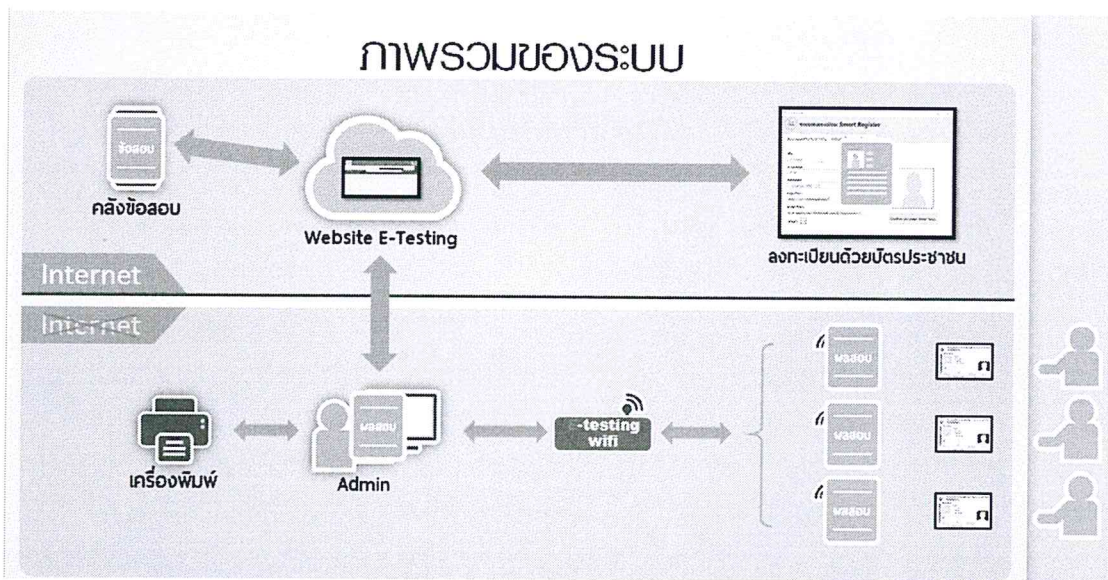 ภาพรวมของระบบ
ข้อสอบ
คลังข้อสอบ
Website E-Testing
Smart Register
ลงทะเบียนด้วยบัตรประชาชน
Internet
Internet
ผลสอบ
ผลสอบ
E-testing
wifi
ผลสอบ
ผลสอบ
เครื่องพิมพ์
Admin